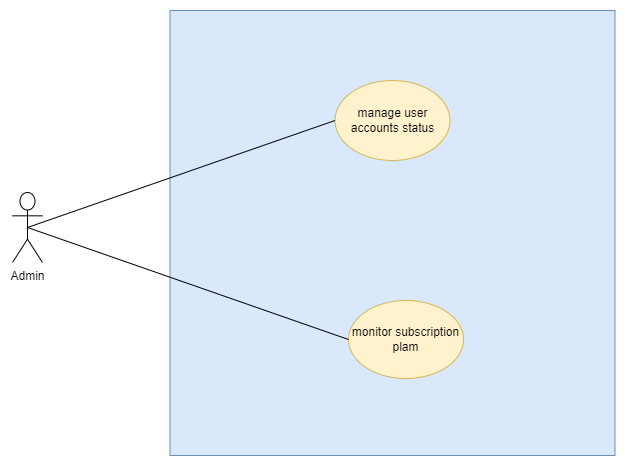 manage user
accounts status
Admin
monitor subscription
plam